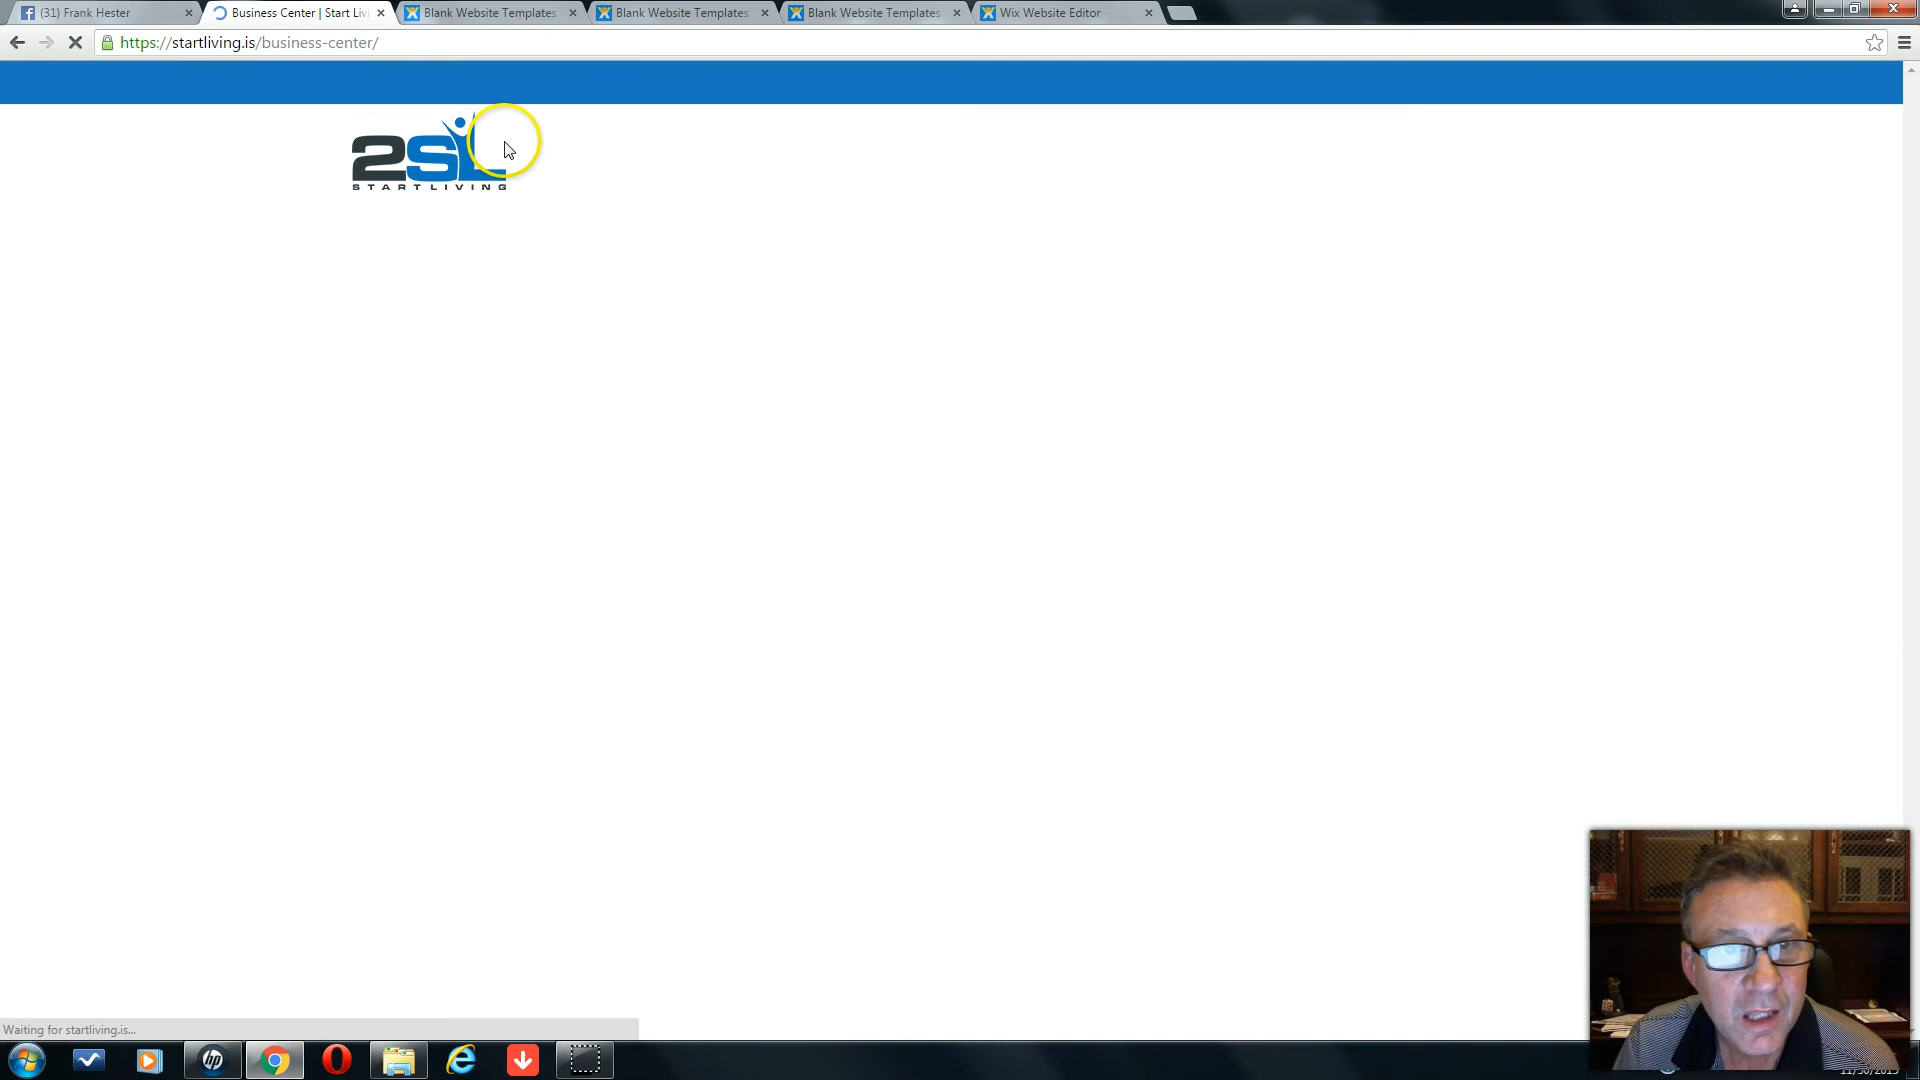 (31) Frank Hester
Business Center | Start Livi
Blank Website Templates
Blank Website Templates
Blank Website Templates
Wix Website Editor
https://startliving.is/business-center/
2SL
START LIVING
Waiting for startliving.is...
hp